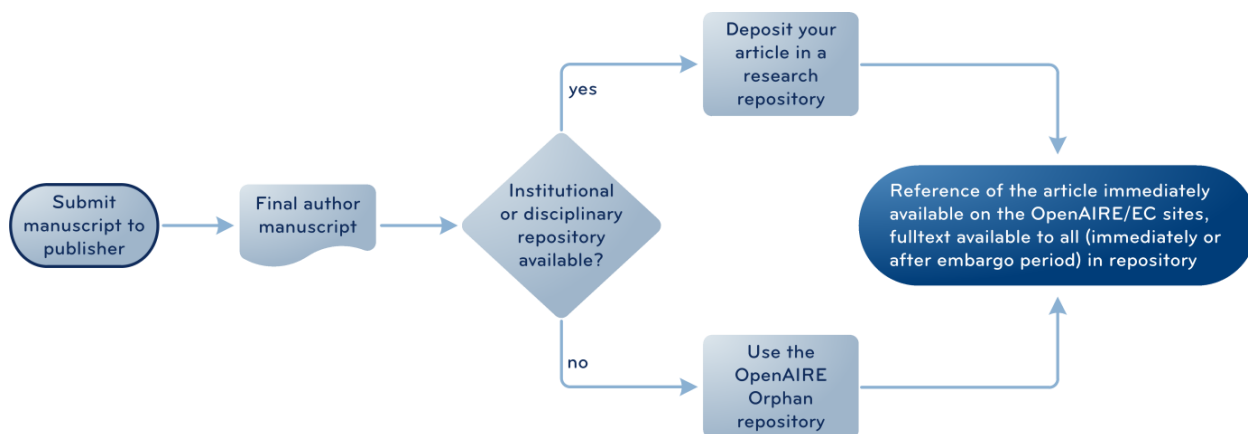 Submit
manuscript to
publisher
Final author
manuscript
Institutional
or disciplinary
repository
available?
yes
Deposit your
article in a
research
repository
no
Use the
OpenAIRE
Orphan
repository
Reference of the article immediately
available on the OpenAIRE/EC sites,
fulltext available to all (immediately or
after embargo period) in repository